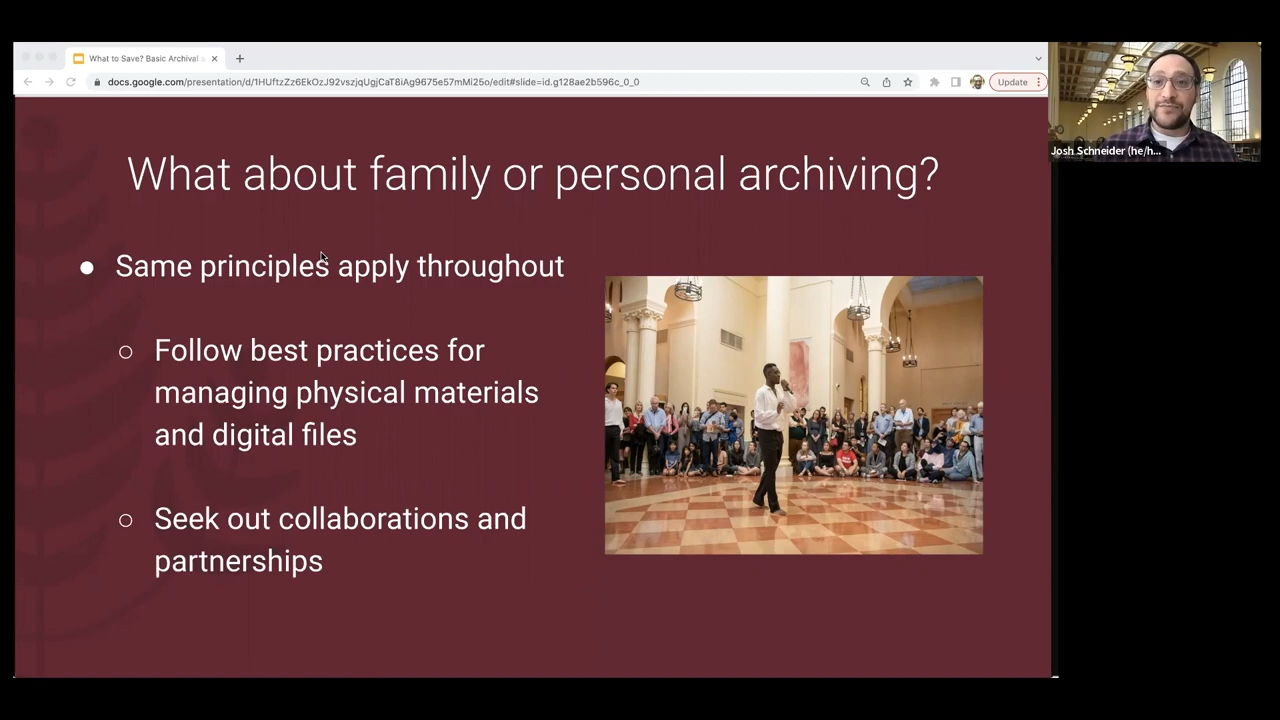 What to Save? Basic Archival
docs.google.com/presentation/d/1HUftzZz6EkOzJ92vszjqUgjCaT8iAg9675e57mMi25o/edit#slide=id.g128ae2b596c_0_0
Update
Josh Schneider (he/h...
What about family or personal archiving?
● Same principles apply throughout
○ Follow best practices for
managing physical materials
and digital files
○ Seek out collaborations and
partnerships